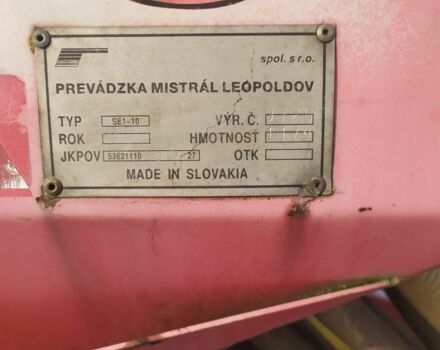 spol. s r.o.
PREVÁDZKA MISTRÁL LEOPOLDOV
TYP SE1-10 VÝR. Č.
ROK HMOTNOSŤ
JKPOV 53621110 27 OTK
MADE IN SLOVAKIA